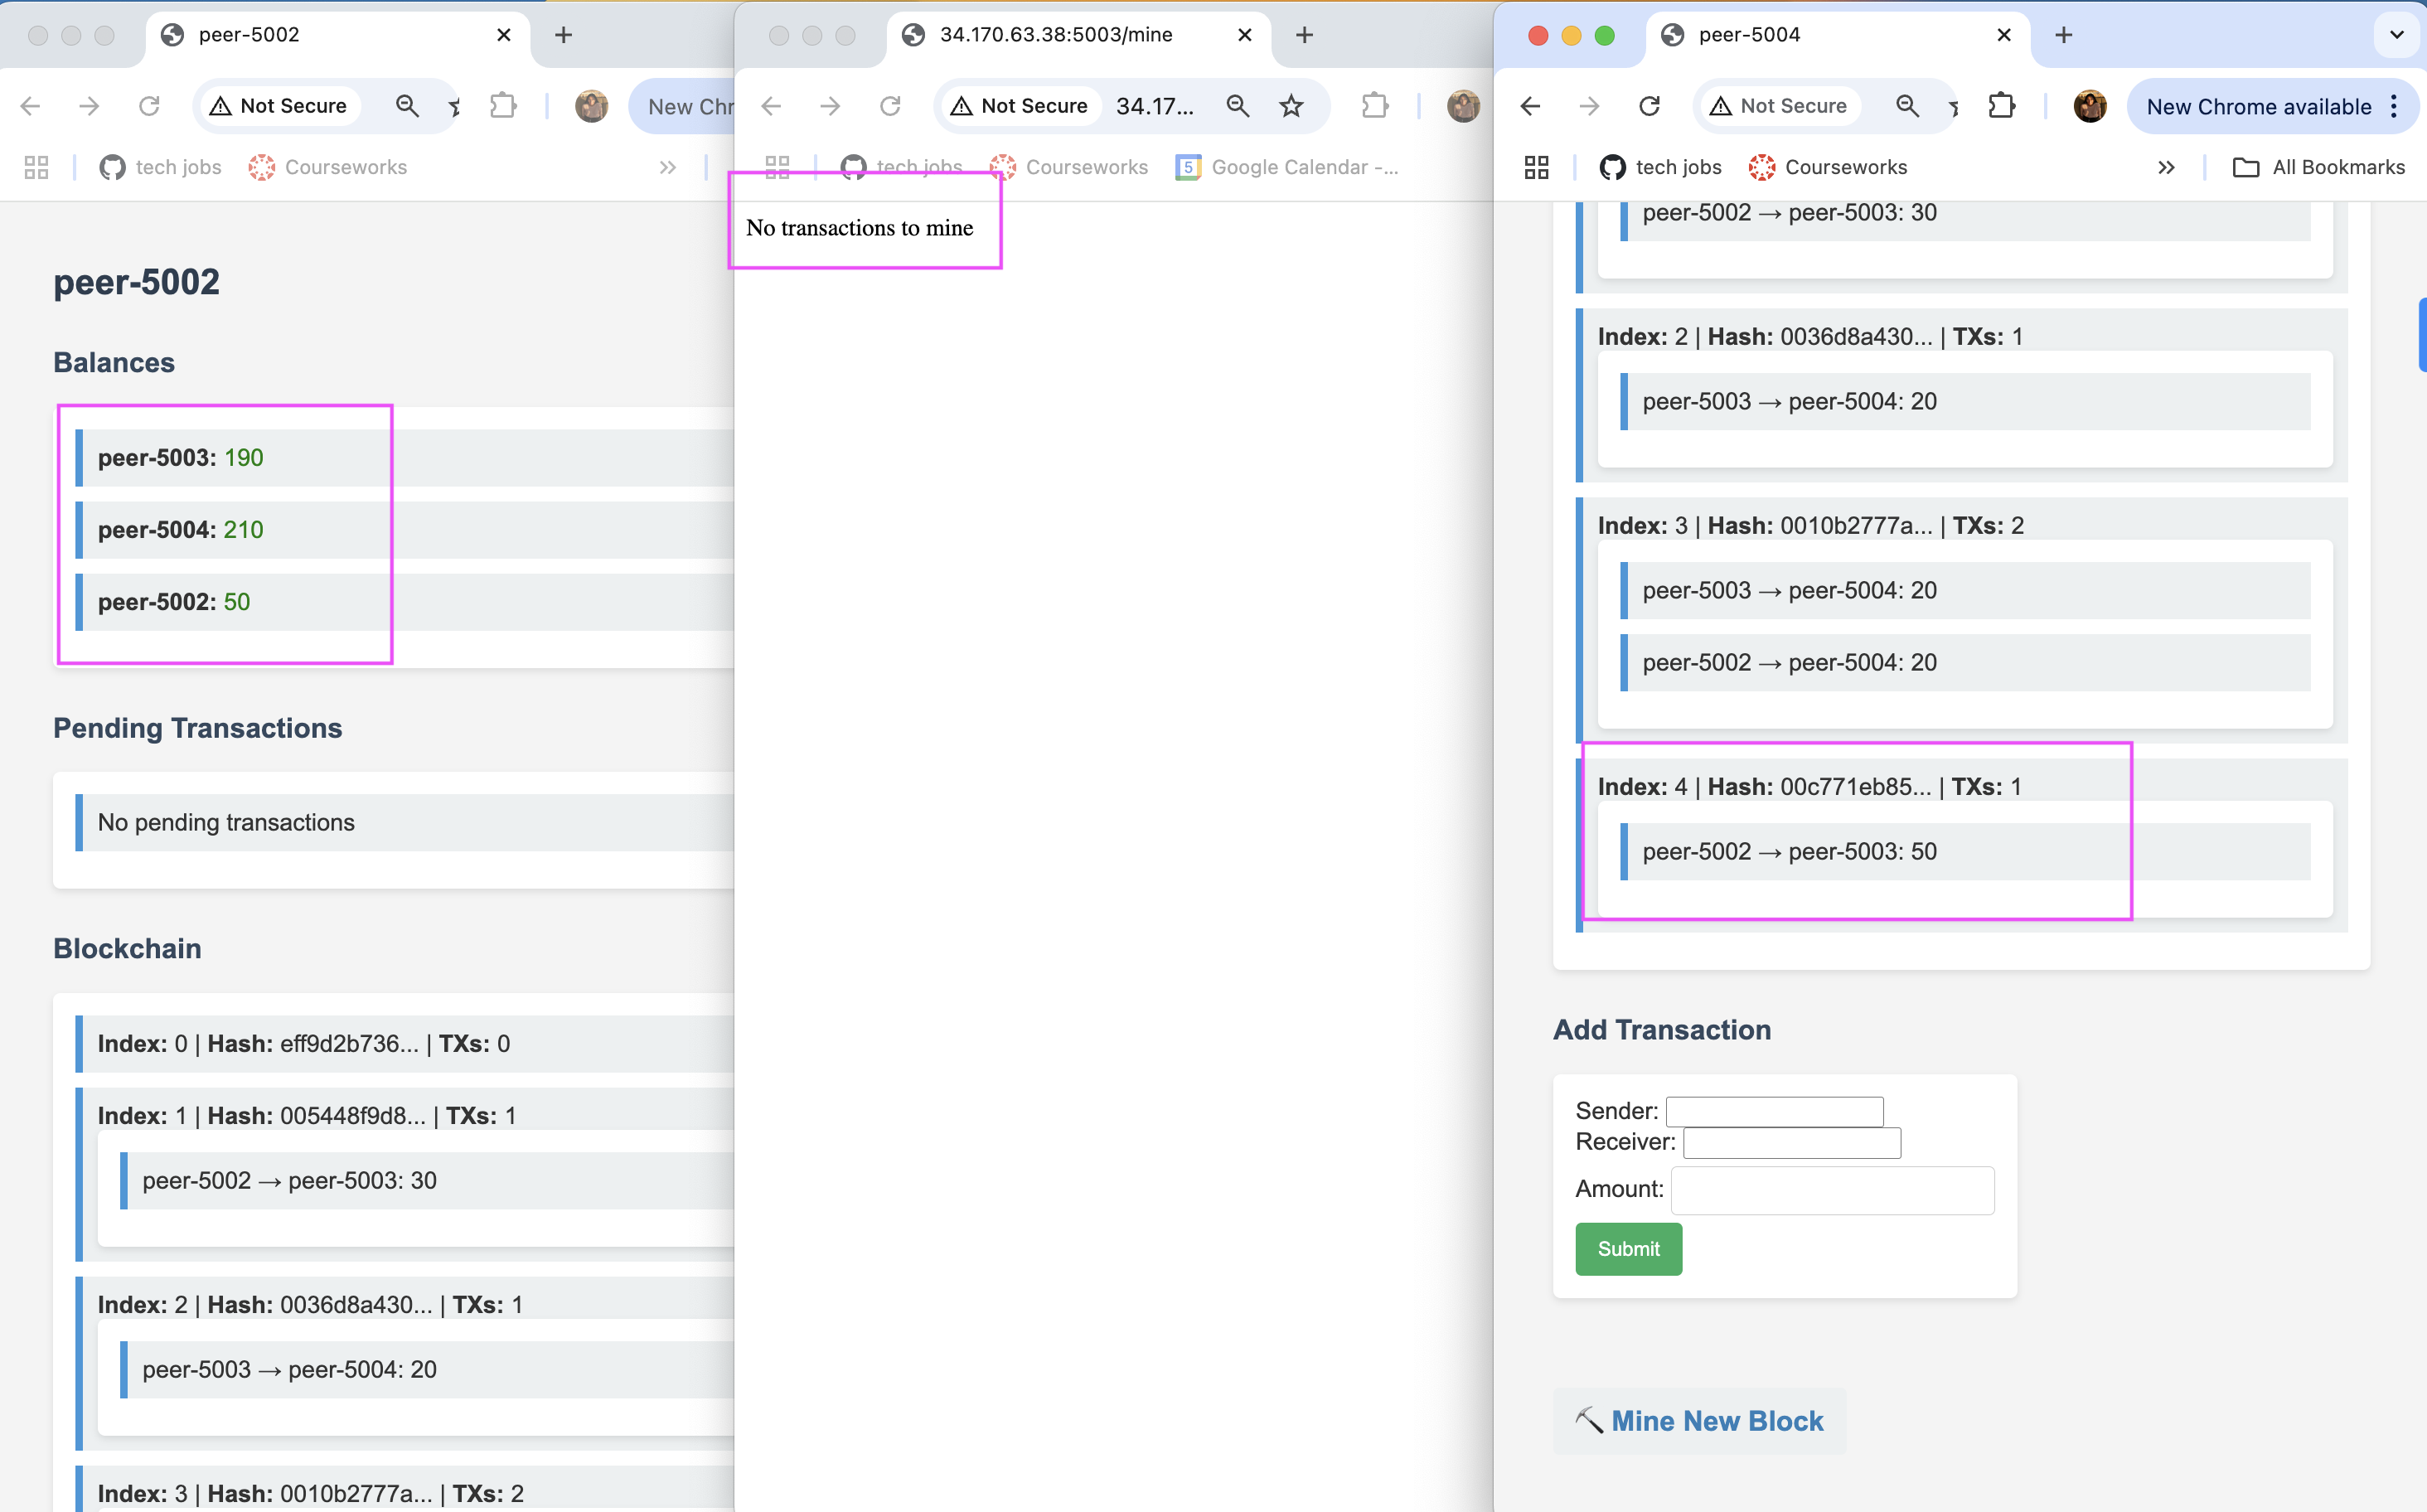 peer-5002
Not Secure
New Chr
tech jobs
Courseworks
peer-5002
Balances
peer-5003: 190
peer-5004: 210
peer-5002: 50
Pending Transactions
No pending transactions
Blockchain
Index: 0 | Hash: eff9d2b736... | TXs: 0
Index: 1 | Hash: 005448f9d8... | TXs: 1
peer-5002 → peer-5003: 30
Index: 2 | Hash: 0036d8a430... | TXs: 1
peer-5003 → peer-5004: 20
Index: 3 | Hash: 0010b2777a... | TXs: 2
34.170.63.38:5003/mine
Not Secure 34.17...
tech jobs
Courseworks
5 Google Calendar -...
No transactions to mine
peer-5004
Not Secure
New Chrome available
tech jobs
Courseworks
All Bookmarks
peer-5002 → peer-5003: 30
Index: 2 | Hash: 0036d8a430... | TXs: 1
peer-5003 → peer-5004: 20
Index: 3 | Hash: 0010b2777a... | TXs: 2
peer-5003 → peer-5004: 20
peer-5002 → peer-5004: 20
Index: 4 | Hash: 00c771eb85... | TXs: 1
peer-5002 → peer-5003: 50
Add Transaction
Sender:
Receiver:
Amount:
Submit
Mine New Block